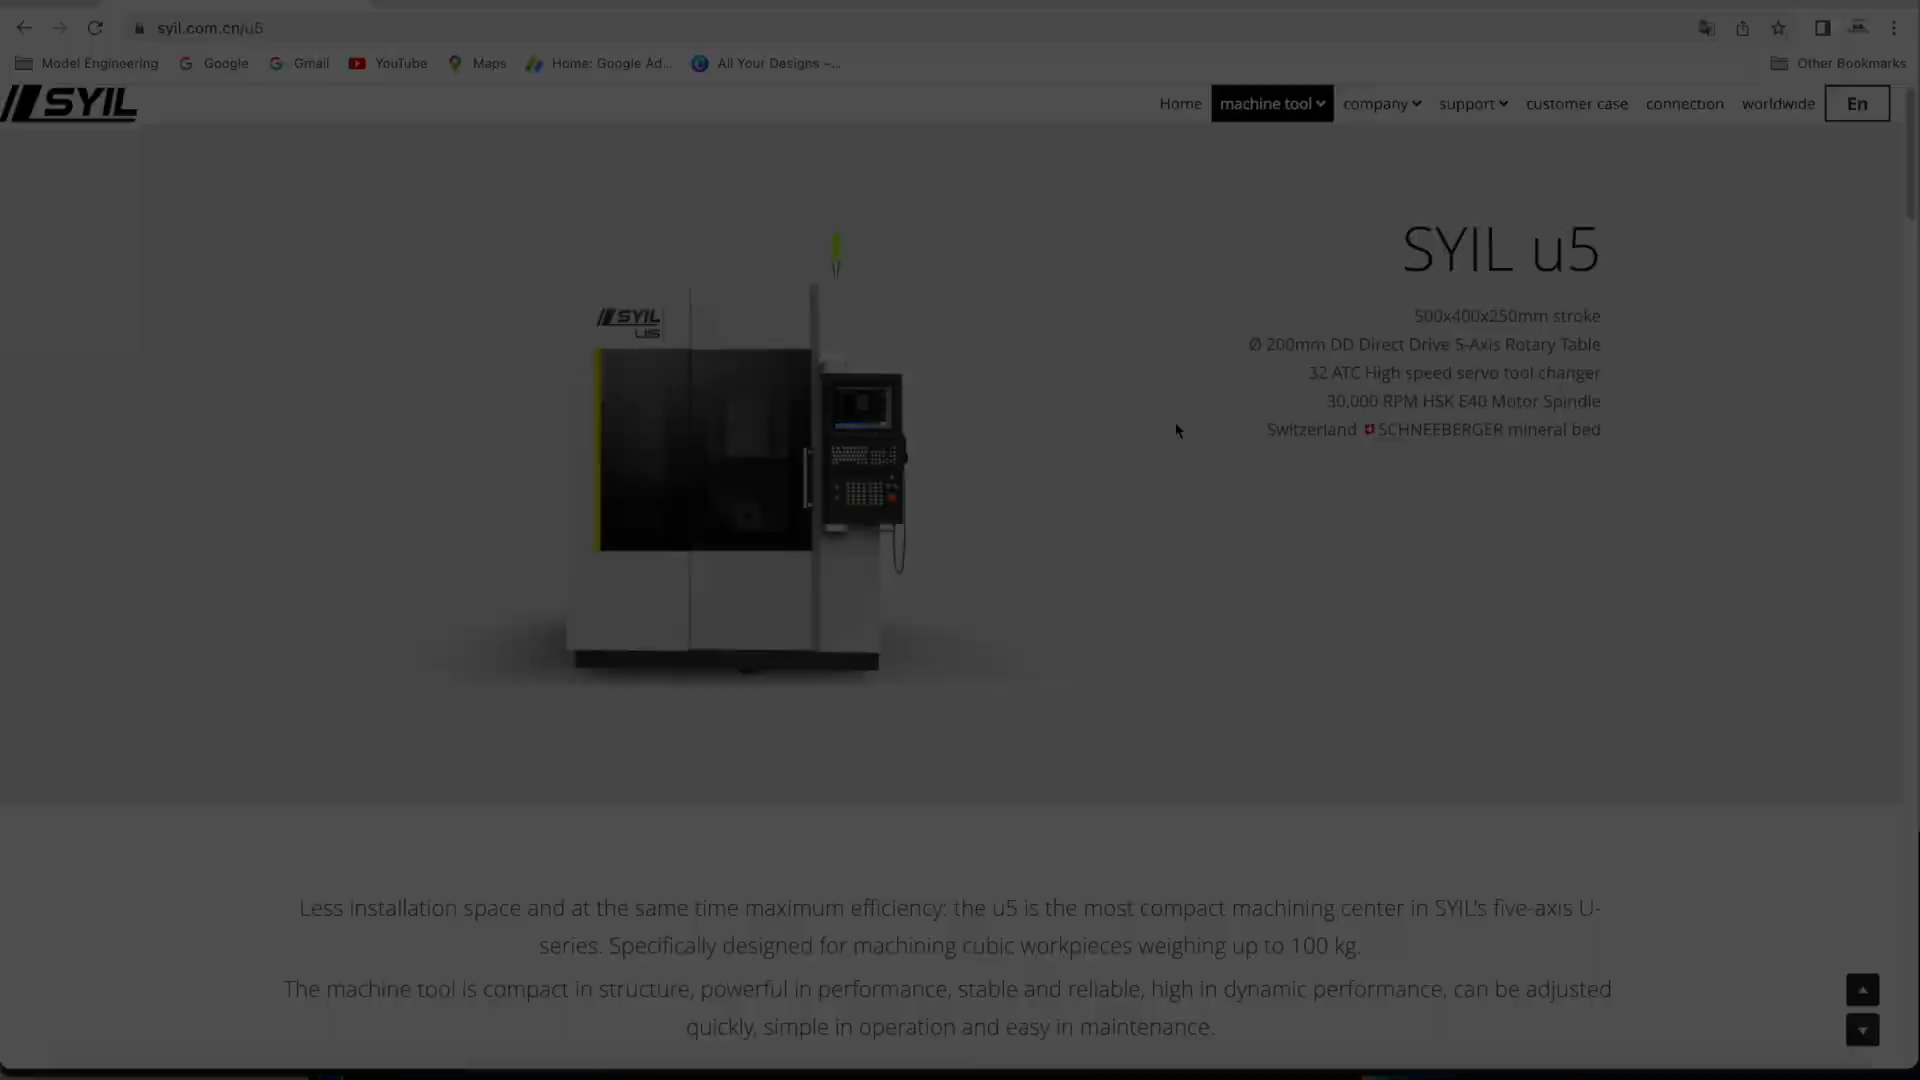 syil.com.cn/u5
Model Engineering
Google
Gmail
YouTube
Maps
Home: Google Ad...
All Your Designs –...
Other Bookmarks
SYIL
Home
machine tool
company
support
customer case
connection
worldwide
En
SYIL u5
500x400x250mm stroke
Ø 200mm DD Direct Drive 5-Axis Rotary Table
32 ATC High speed servo tool changer
30,000 RPM HSK E40 Motor Spindle
Switzerland SCHNEEBERGER mineral bed
SYIL
U5
Less installation space and at the same time maximum efficiency: the u5 is the most compact machining center in SYIL's five-axis U-
series. Specifically designed for machining cubic workpieces weighing up to 100 kg.
The machine tool is compact in structure, powerful in performance, stable and reliable, high in dynamic performance, can be adjusted
quickly, simple in operation and easy in maintenance.